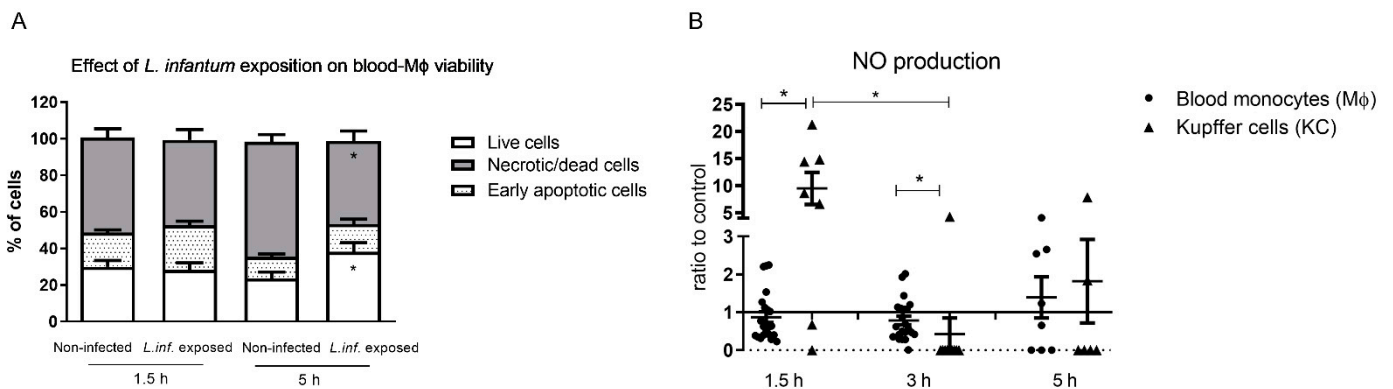 A
Effect of L. infantum exposition on blood-Mϕ viability
120
100
80
60
40
20
0
% of cells
*
*
Non-infected
L.inf. exposed
Non-infected
L.inf. exposed
1.5 h
5 h
Live cells
Necrotic/dead cells
Early apoptotic cells
B
NO production
*
*
*
25
20
15
10
5
3
2
1
0
ratio to control
1.5 h
3 h
5 h
Blood monocytes (Mϕ)
Kupffer cells (KC)